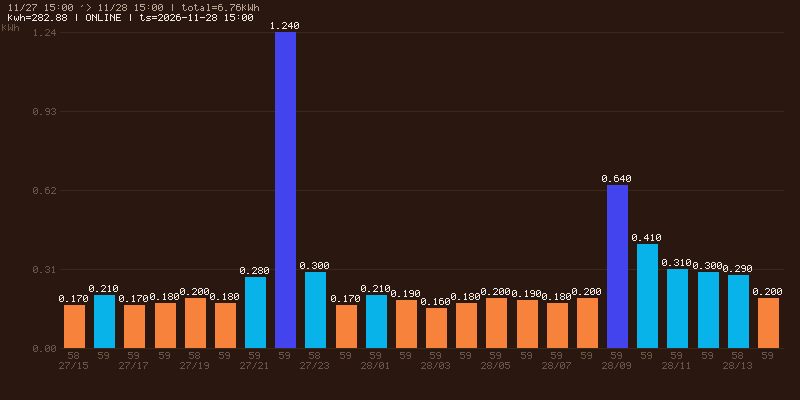 11/27 15:00 -> 11/28 15:00 | total=6.76kWh
Kwh=282.88 | ONLINE | ts=2026-11-28 15:00
kWh
1.24
0.93
0.62
0.31
0.00
0.170 0.210 0.170 0.180 0.200 0.180 0.280 1.240 0.300 0.170 0.210 0.190 0.160 0.180 0.200 0.190 0.180 0.200 0.640 0.410 0.310 0.300 0.290 0.200
58 59 59 59 58 59 59 59 58 59 59 59 59 59 59 59 59 59 59 59 59 59 58 59
27/15 27/17 27/19 27/21 27/23 28/01 28/03 28/05 28/07 28/09 28/11 28/13